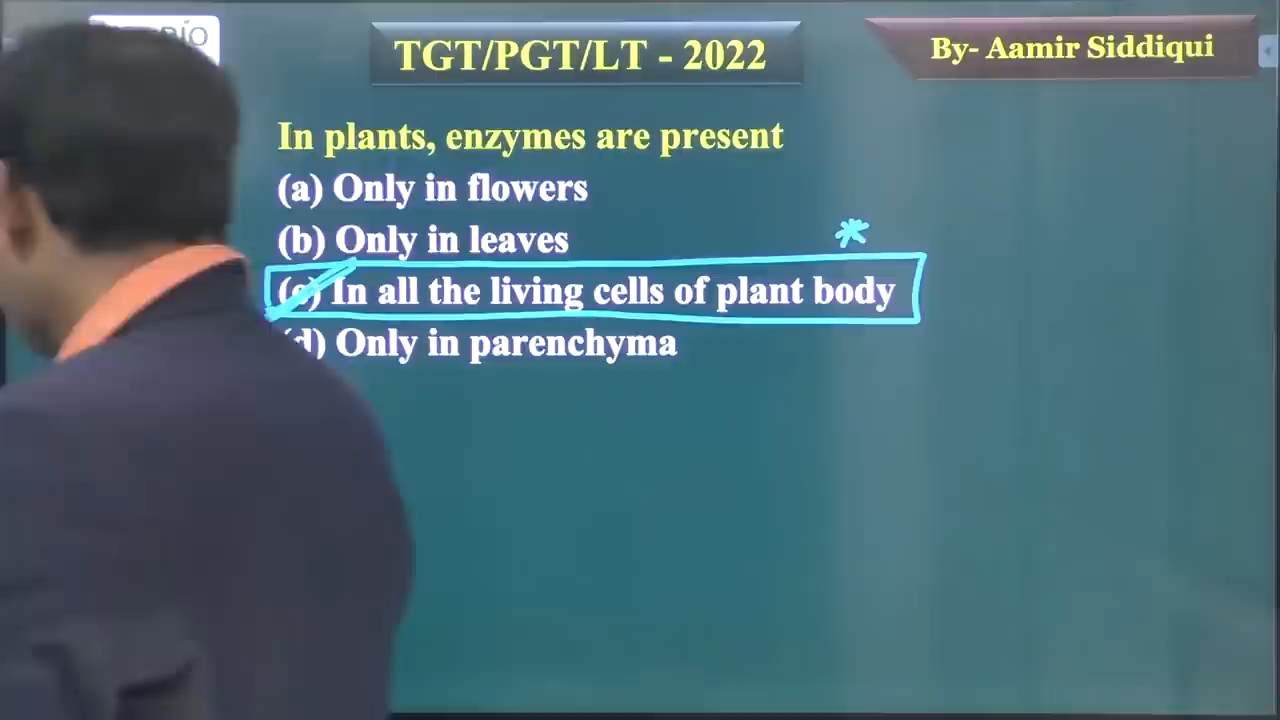 TGT/PGT/LT - 2022
By- Aamir Siddiqui
In plants, enzymes are present
(a) Only in flowers
(b) Only in leaves
*
(c) In all the living cells of plant body
(d) Only in parenchyma